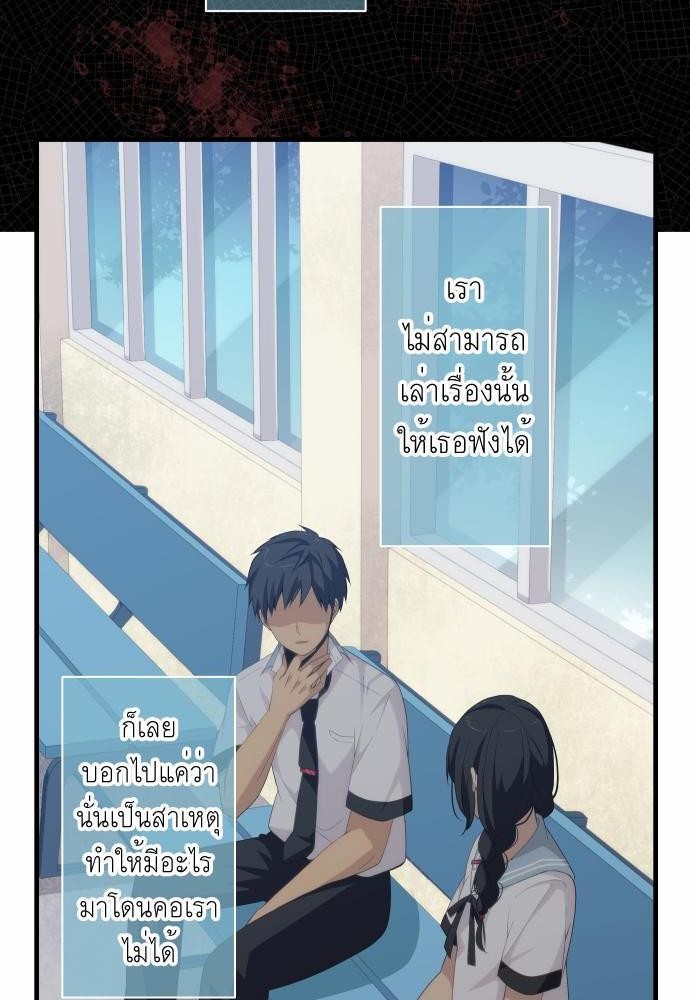 เรา
ไม่สามารถ
เล่าเรื่องนั้น
ให้เธอฟังได้
ก็เลย
บอกไปแค่ว่า
นั่นเป็นสาเหตุ
ทำให้มีอะไร
มาโดนคอเรา
ไม่ได้